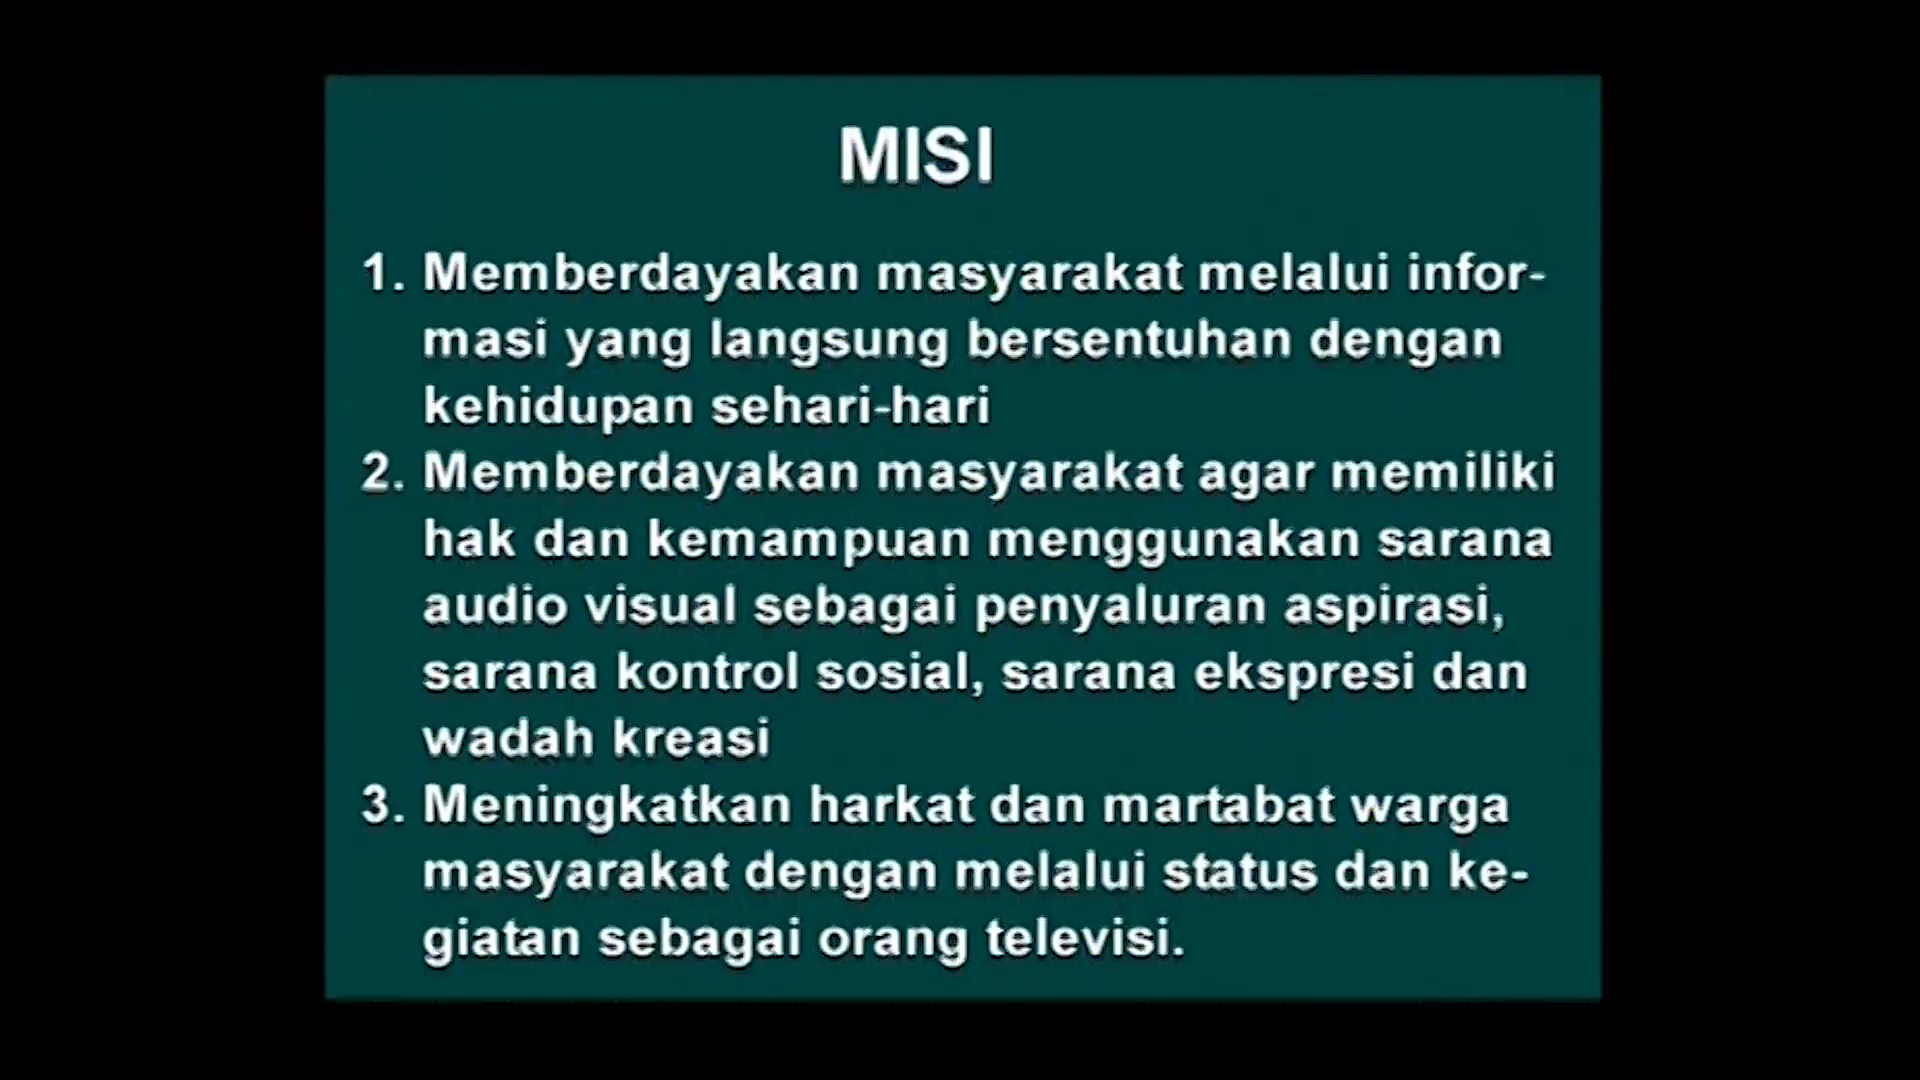 MISI
1. Memberdayakan masyarakat melalui infor-
masi yang langsung bersentuhan dengan
kehidupan sehari-hari
2. Memberdayakan masyarakat agar memiliki
hak dan kemampuan menggunakan sarana
audio visual sebagai penyaluran aspirasi,
sarana kontrol sosial, sarana ekspresi dan
wadah kreasi
3. Meningkatkan harkat dan martabat warga
masyarakat dengan melalui status dan ke-
giatan sebagai orang televisi.